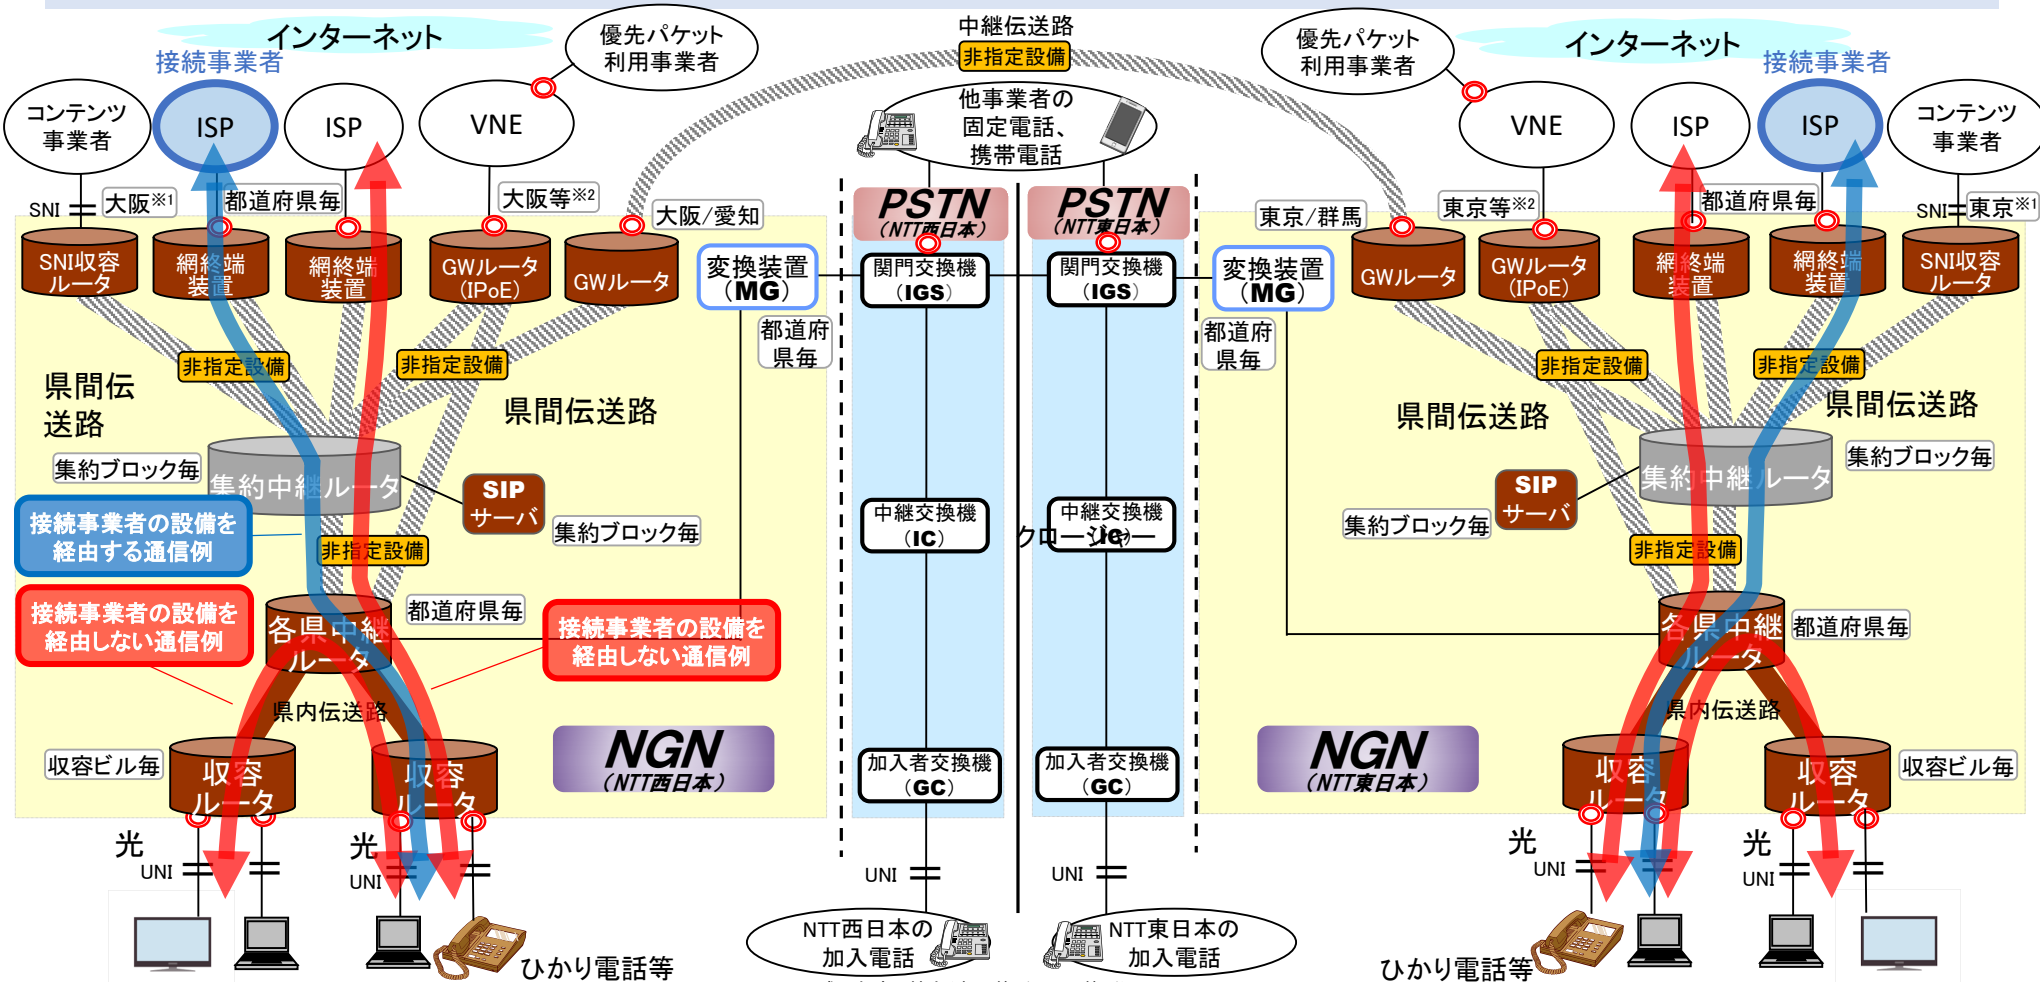 インターネット
接続事業者
コンテンツ
事業者
ISP
ISP
VNE
優先パケット
利用事業者
中継伝送路
非指定設備
他事業者の
固定電話、
携帯電話
優先パケット
利用事業者
インターネット
接続事業者
VNE
ISP
ISP
コンテンツ
事業者
SNI
大阪※1
都道府県毎
大阪等※2
大阪/愛知
PSTN
（NTT西日本）
PSTN
（NTT東日本）
東京/群馬
東京等※2
都道府県毎
SNI
東京※1
SNI収容
ルータ
網終端
装置
網終端
装置
GWルータ
(IPoE)
GWルータ
変換装置
（MG）
関門交換機
（IGS）
関門交換機
（IGS）
変換装置
（MG）
GWルータ
GWルータ
(IPoE)
網終端
装置
網終端
装置
SNI収容
ルータ
都道府
県毎
都道府
県毎
非指定設備
非指定設備
非指定設備
非指定設備
県間伝
送路
県間伝送路
県間伝送路
県間伝送路
集約ブロック毎
集約中継ルータ
SIP
サーバ
集約ブロック毎
集約中継ルータ
集約ブロック毎
SIP
サーバ
集約ブロック毎
接続事業者の設備を
経由する通信例
非指定設備
中継交換機
（IC）
中継交換機
（IC）
クロージャー
非指定設備
接続事業者の設備を
経由しない通信例
各県中継
ルータ
都道府県毎
接続事業者の設備を
経由しない通信例
各県中継
ルータ
都道府県毎
県内伝送路
県内伝送路
収容ビル毎
収容
ルータ
収容
ルータ
NGN
（NTT西日本）
加入者交換機
（GC）
加入者交換機
（GC）
NGN
（NTT東日本）
収容
ルータ
収容
ルータ
収容ビル毎
光
UNI
光
UNI
UNI
UNI
光
UNI
光
UNI
ひかり電話等
NTT西日本の
加入電話
NTT東日本の
加入電話
ひかり電話等